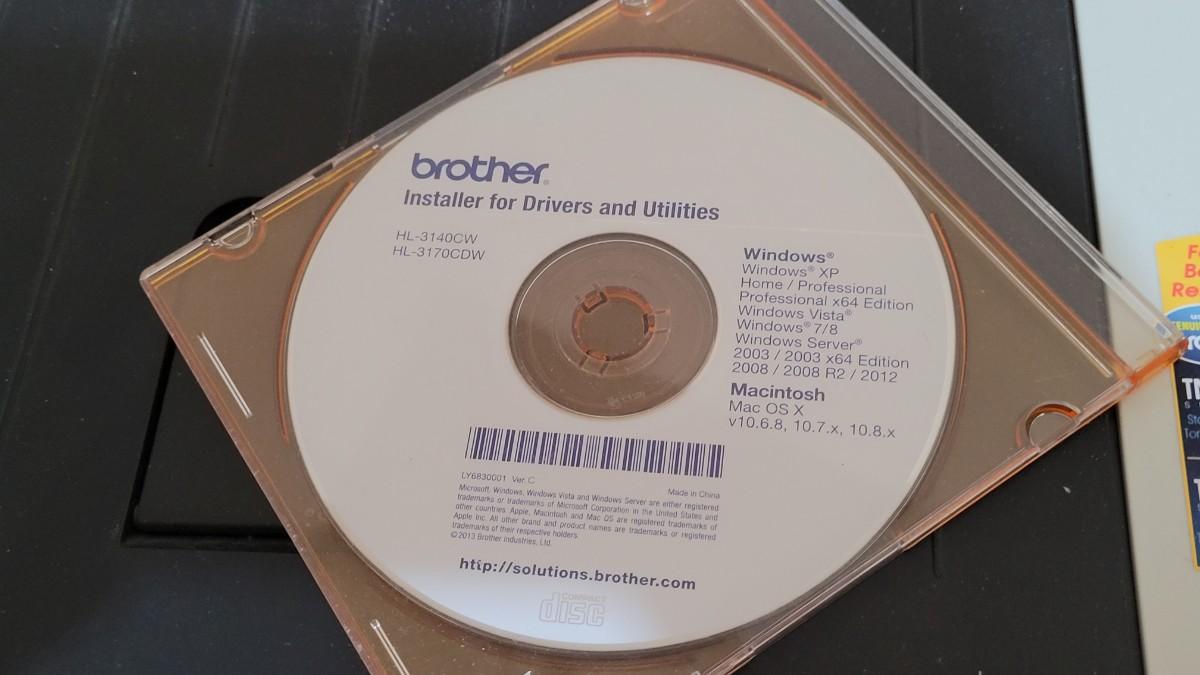 brother®
Installer for Drivers and Utilities
HL-3140CW
HL-3170CDW
Windows®
Windows® XP
Home / Professional
Professional x64 Edition
Windows Vista®
Windows® 7/8
Windows Server®
2003 / 2003 x64 Edition
2008 / 2008 R2 / 2012
Macintosh
Mac OS X
v10.6.8, 10.7.x, 10.8.x
LY6830001 Ver. C
Made in China
Microsoft, Windows, Windows Vista and Windows Server are either registered
trademarks or trademarks of Microsoft Corporation in the United States and
other countries. Apple, Macintosh and Mac OS are registered trademarks of
Apple Inc. All other brand and product names are trademarks or registered
trademarks of their respective holders.
©2013 Brother Industries, Ltd.
http://solutions.brother.com
COMPACT
disc